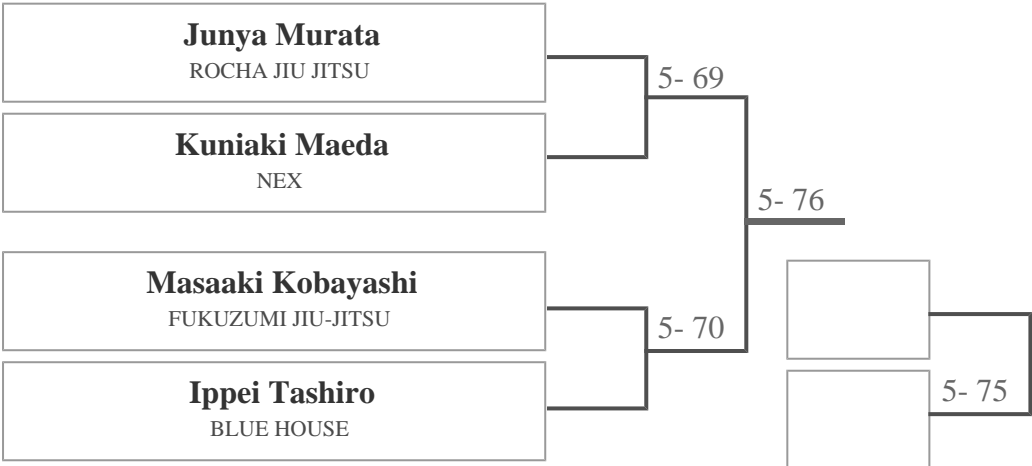 Junya Murata
ROCHA JIU JITSU
5- 69
Kuniaki Maeda
NEX
5- 76
Masaaki Kobayashi
FUKUZUMI JIU-JITSU
5- 70
Ippei Tashiro
BLUE HOUSE
5- 75